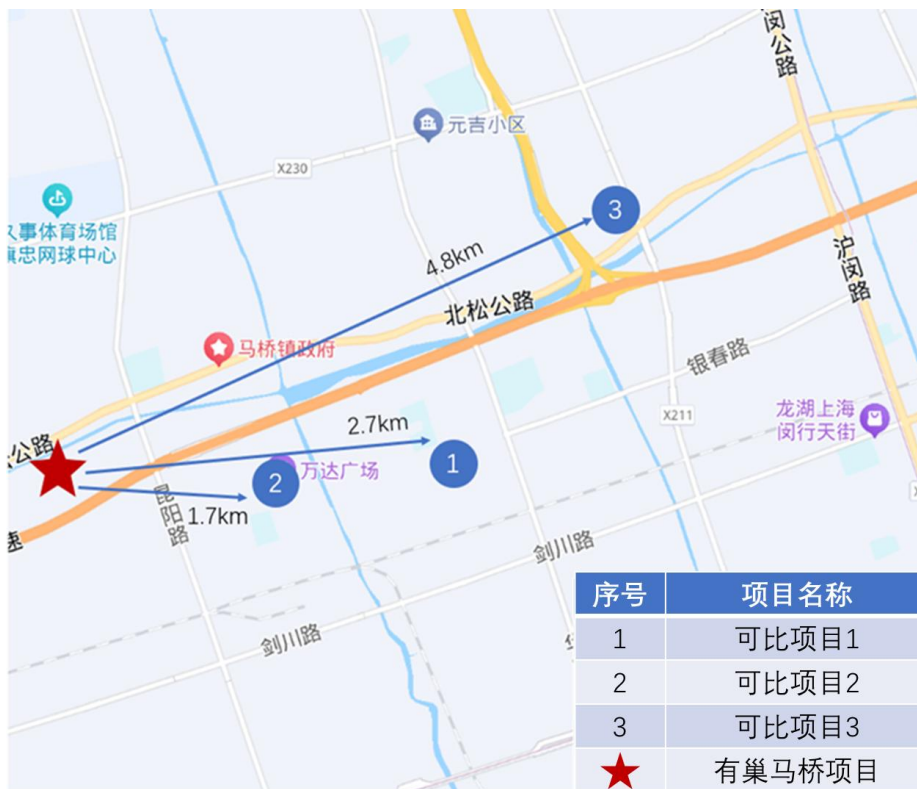 沪
闵
公
路
元吉小区
X230
久事体育场馆
旗忠网球中心
3
4.8km
沪
闵
路
北松公路
马桥镇政府
银春路
X211
2.7km
龙湖上海
闵行天街
公路
1
万达广场
2
昆
阳
路
1.7km
速
剑川路
剑川路
序号 项目名称
1 可比项目1
2 可比项目2
3 可比项目3
有巢马桥项目